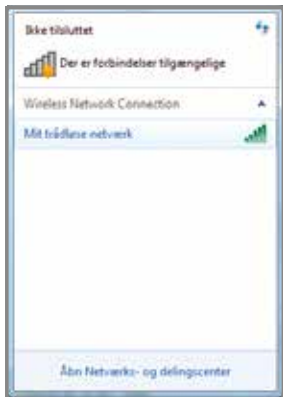 Ikke tilsluttet
Der er forbindelser tilgængelige
Wireless Network Connection
Mit trådløse netværk
Åbn Netværks- og delingscenter